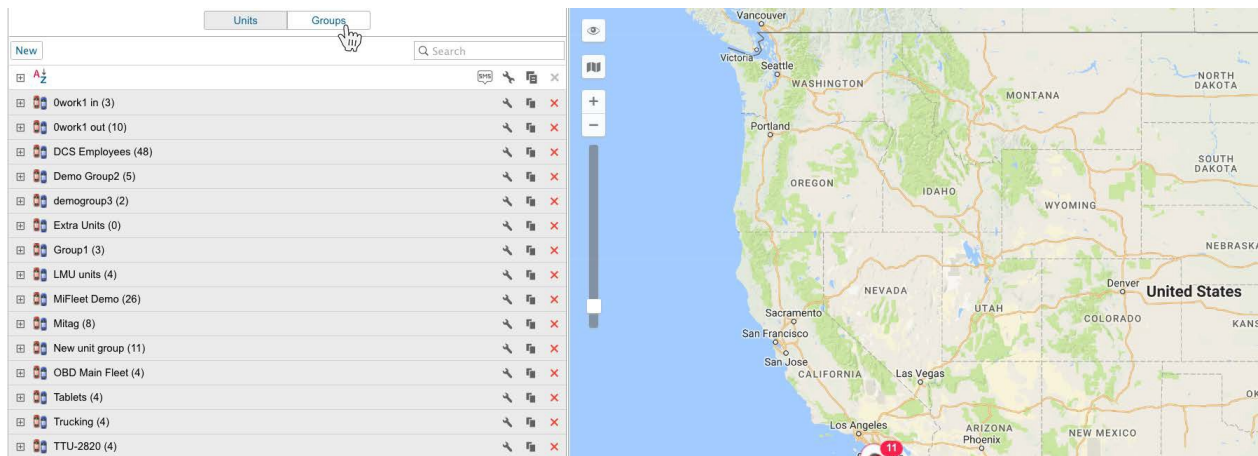 Units Groups
New Search
A Z SMS
0work1 in (3)
0work1 out (10)
DCS Employees (48)
Demo Group2 (5)
demogroup3 (2)
Extra Units (0)
Group1 (3)
LMU units (4)
MiFleet Demo (26)
Mitag (8)
New unit group (11)
OBD Main Fleet (4)
Tablets (4)
Trucking (4)
TTU-2820 (4)
Vancouver
Victoria
Seattle
WASHINGTON
NORTH
DAKOTA
MONTANA
Portland
SOUTH
DAKOTA
OREGON
IDAHO
WYOMING
NEBRASKA
Denver
United States
NEVADA
UTAH
Sacramento
COLORADO
KANS
San Francisco
San Jose
CALIFORNIA
Las Vegas
OK
Los Angeles
ARIZONA
NEW MEXICO
Phoenix
11